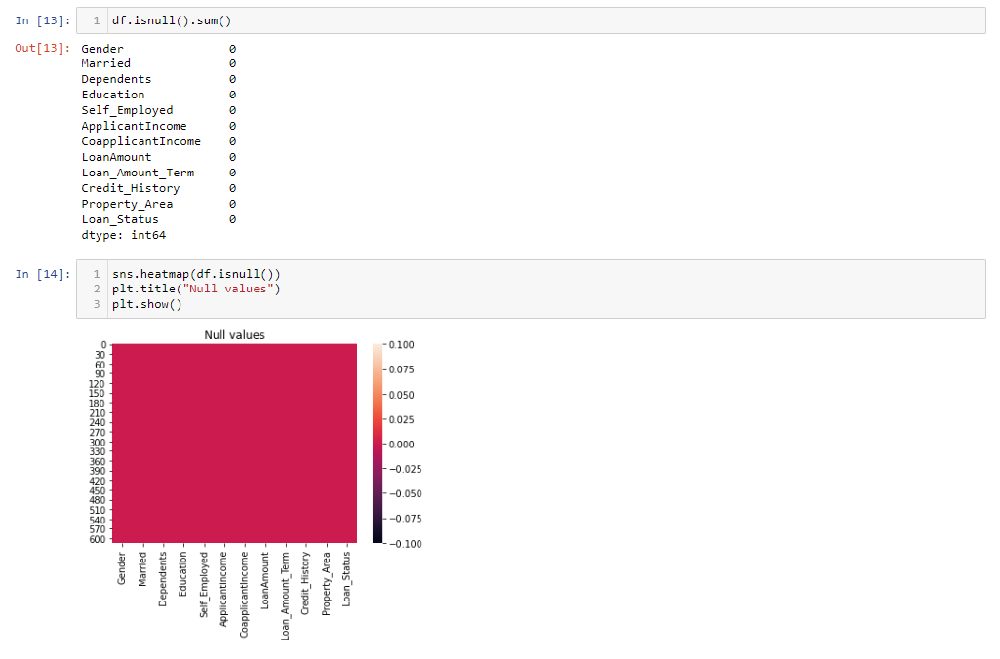 In [13]: 1 df.isnull().sum()
Out[13]: Gender 0
Married 0
Dependents 0
Education 0
Self_Employed 0
ApplicantIncome 0
CoapplicantIncome 0
LoanAmount 0
Loan_Amount_Term 0
Credit_History 0
Property_Area 0
Loan_Status 0
dtype: int64
In [14]: 1 sns.heatmap(df.isnull())
2 plt.title("Null values")
3 plt.show()
Null values
0
30
60
90
120
150
180
210
240
270
300
330
360
390
420
450
480
510
540
570
600
0.100
0.075
0.050
0.025
0.000
−0.025
−0.050
−0.075
−0.100
Gender
Married
Dependents
Education
Self_Employed
ApplicantIncome
CoapplicantIncome
LoanAmount
Loan_Amount_Term
Credit_History
Property_Area
Loan_Status